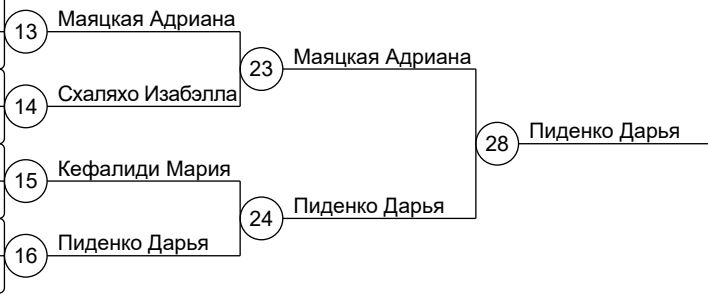 13 Маяцкая Адриана
23 Маяцкая Адриана
14 Схаляхо Изабэлла
28 Пиденко Дарья
15 Кефалиди Мария
24 Пиденко Дарья
16 Пиденко Дарья